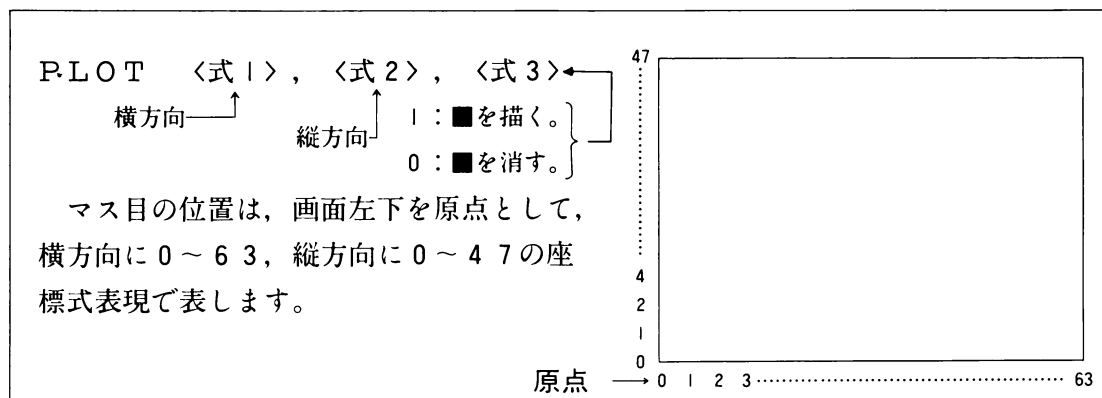 PLOT 〈式1〉, 〈式2〉, 〈式3〉
横方向
縦方向
1:■を描く。
0:■を消す。
マス目の位置は,画面左下を原点として,
横方向に0~63,縦方向に0~47の座
標式表現で表します。
47
4
2
1
0
原点 → 0 1 2 3 ⋯ 63